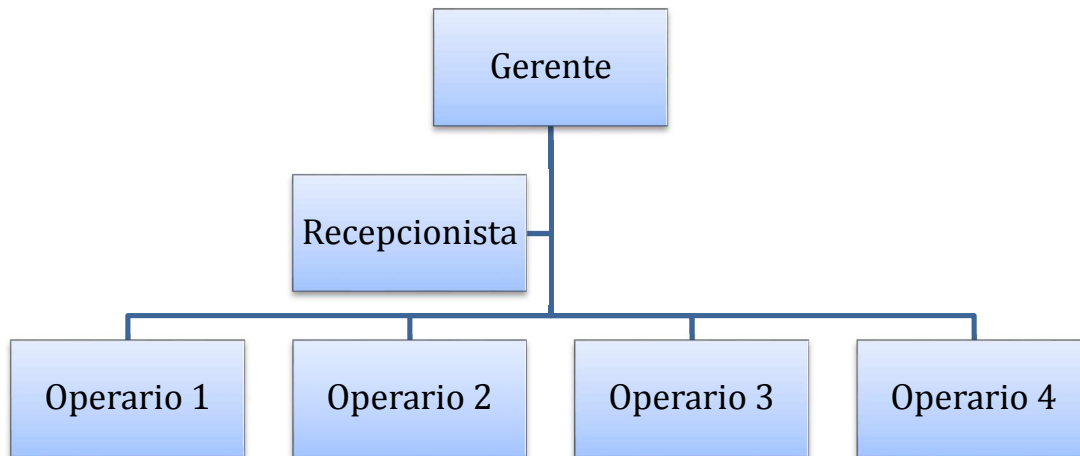 Gerente
Recepcionista
Operario 1
Operario 2
Operario 3
Operario 4